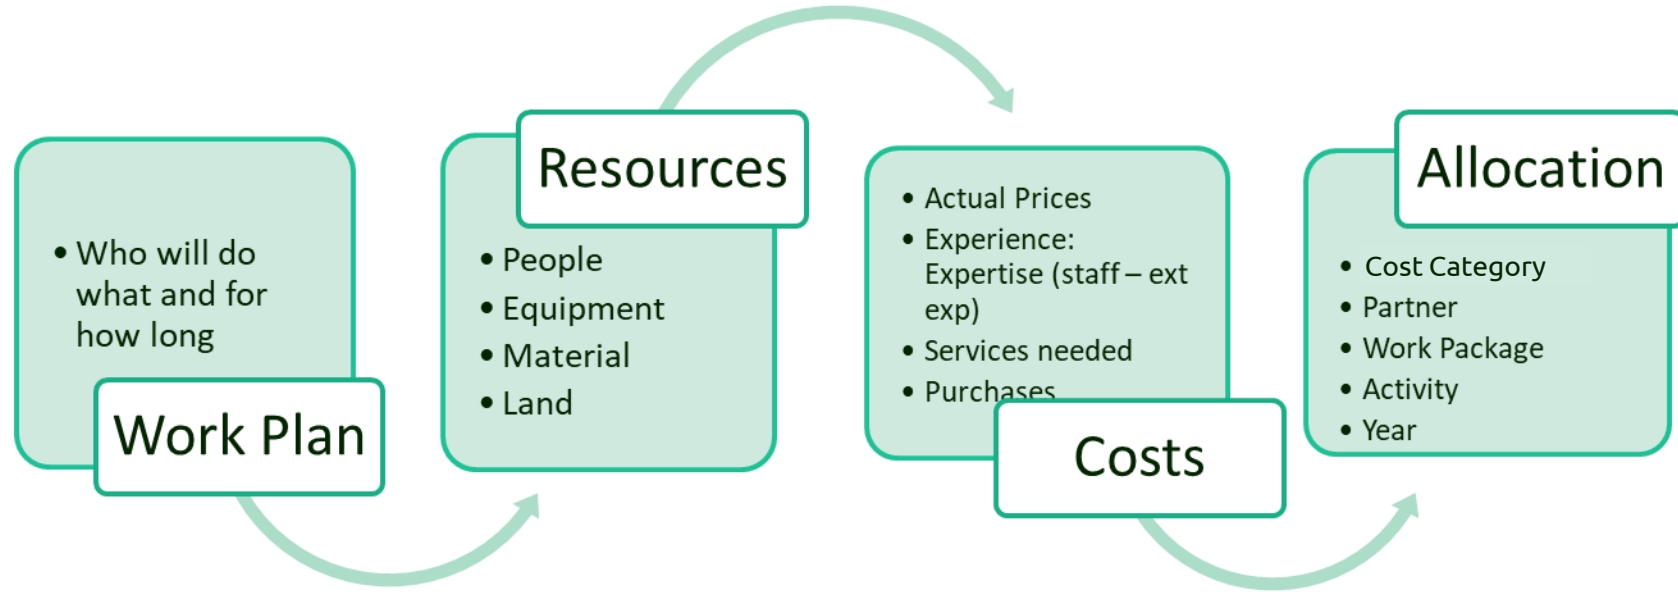 • Who will do
what and for
how long
Work Plan
Resources
• People
• Equipment
• Material
• Land
• Actual Prices
• Experience:
Expertise (staff – ext
exp)
• Services needed
• Purchases
Costs
Allocation
• Cost Category
• Partner
• Work Package
• Activity
• Year